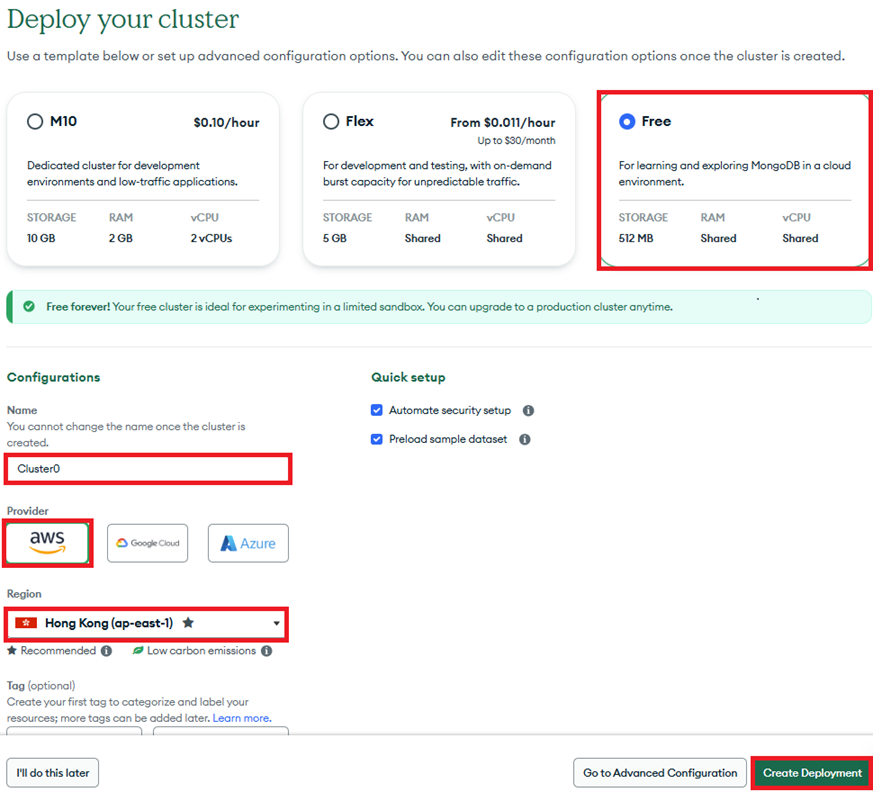 Deploy your cluster
Use a template below or set up advanced configuration options. You can also edit these configuration options once the cluster is created.
M10 $0.10/hour
Dedicated cluster for development
environments and low-traffic applications.
STORAGE RAM vCPU
10 GB 2 GB 2 vCPUs
Flex From $0.011/hour
Up to $30/month
For development and testing, with on-demand
burst capacity for unpredictable traffic.
STORAGE RAM vCPU
5 GB Shared Shared
Free
For learning and exploring MongoDB in a cloud
environment.
STORAGE RAM vCPU
512 MB Shared Shared
Free forever! Your free cluster is ideal for experimenting in a limited sandbox. You can upgrade to a production cluster anytime.
Configurations
Name
You cannot change the name once the cluster is
created.
Cluster0
Provider
aws Google Cloud Azure
Region
Hong Kong (ap-east-1)
Recommended Low carbon emissions
Tag (optional)
Create your first tag to categorize and label your
resources; more tags can be added later. Learn more.
Quick setup
Automate security setup
Preload sample dataset
I'll do this later Go to Advanced Configuration Create Deployment